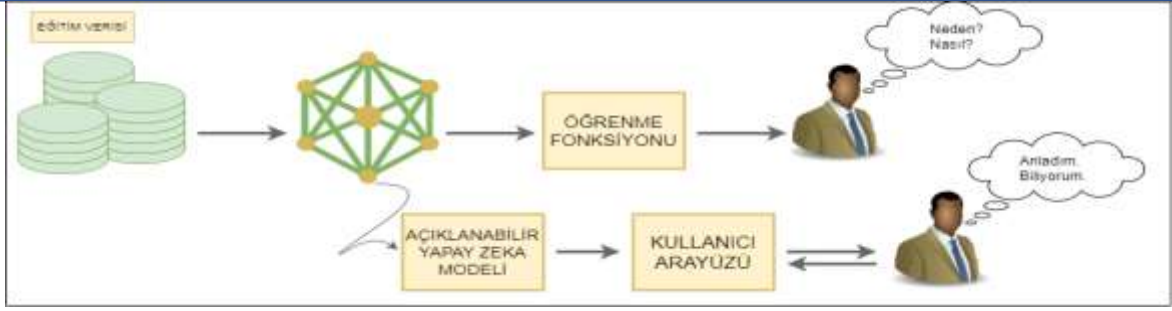 EĞİTİM VERİSİ
Neden?
Nasıl?
ÖĞRENME
FONKSİYONU
Anladım.
Biliyorum.
AÇIKLANABİLİR
YAPAY ZEKA
MODELİ
KULLANICI
ARAYÜZÜ